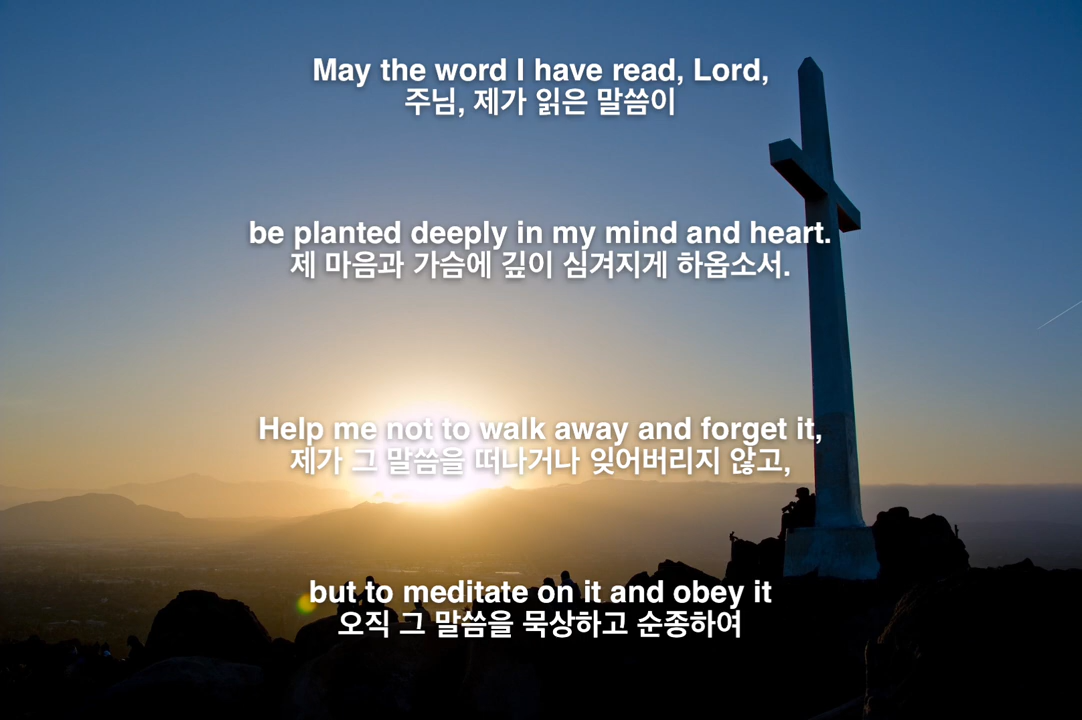 May the word I have read, Lord,
주님, 제가 읽은 말씀이
be planted deeply in my mind and heart.
제 마음과 가슴에 깊이 심겨지게 하옵소서.
Help me not to walk away and forget it,
제가 그 말씀을 떠나거나 잊어버리지 않고,
but to meditate on it and obey it
오직 그 말씀을 묵상하고 순종하여